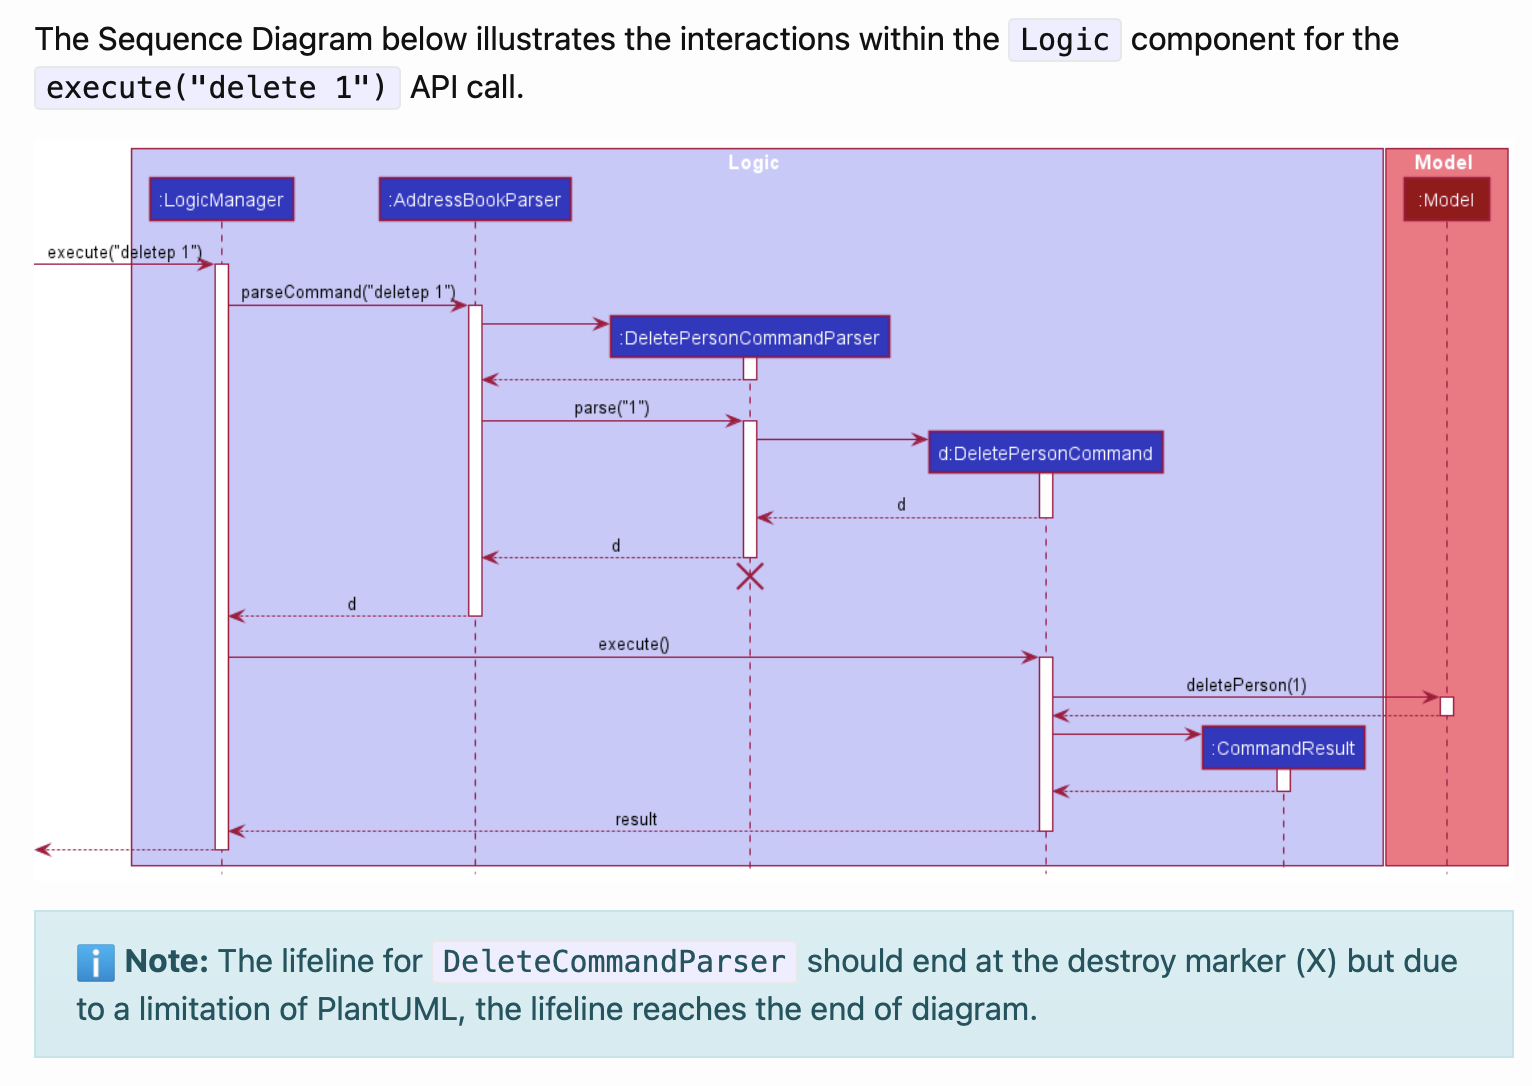 The Sequence Diagram below illustrates the interactions within the Logic component for the
execute("delete 1") API call.
Logic
Model
:LogicManager
:AddressBookParser
:Model
execute("deletep 1")
parseCommand("deletep 1")
:DeletePersonCommandParser
parse("1")
d:DeletePersonCommand
d
d
d
execute()
deletePerson(1)
:CommandResult
result
i Note: The lifeline for DeleteCommandParser should end at the destroy marker (X) but due
to a limitation of PlantUML, the lifeline reaches the end of diagram.